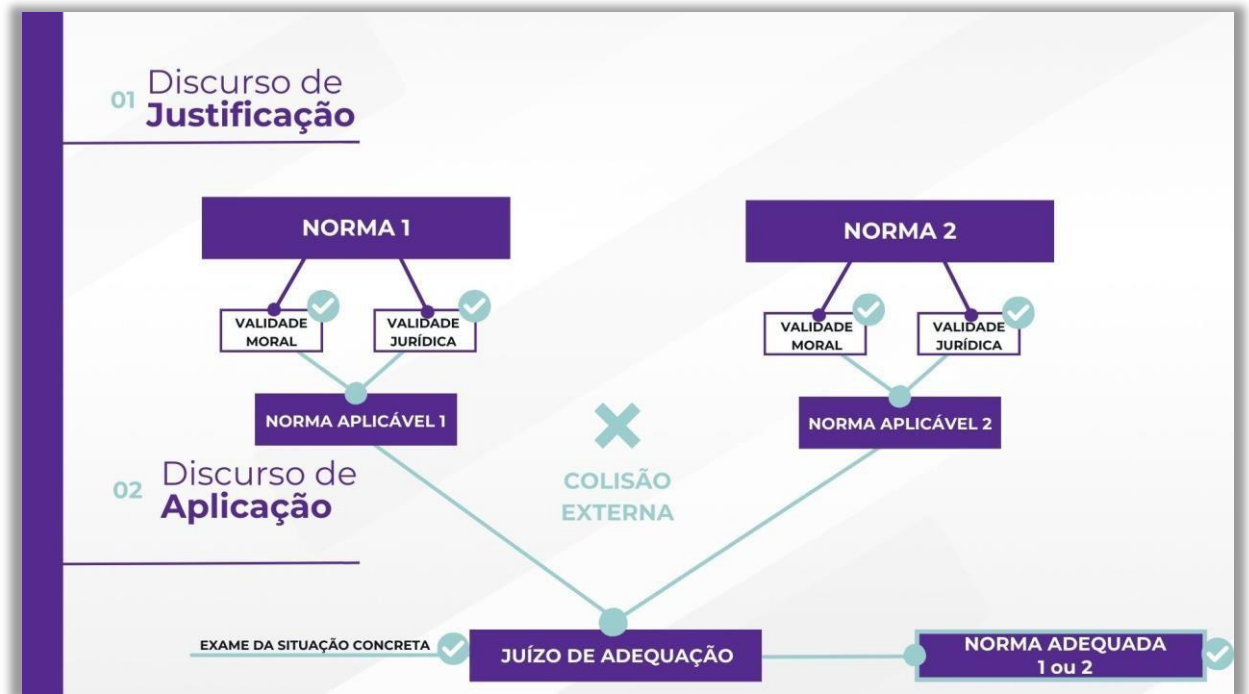 01 Discurso de
Justificação
NORMA 1
NORMA 2
VALIDADE
MORAL
VALIDADE
JURÍDICA
VALIDADE
MORAL
VALIDADE
JURÍDICA
NORMA APLICÁVEL 1
NORMA APLICÁVEL 2
COLISÃO
EXTERNA
02 Discurso de
Aplicação
EXAME DA SITUAÇÃO CONCRETA
JUÍZO DE ADEQUAÇÃO
NORMA ADEQUADA
1 ou 2